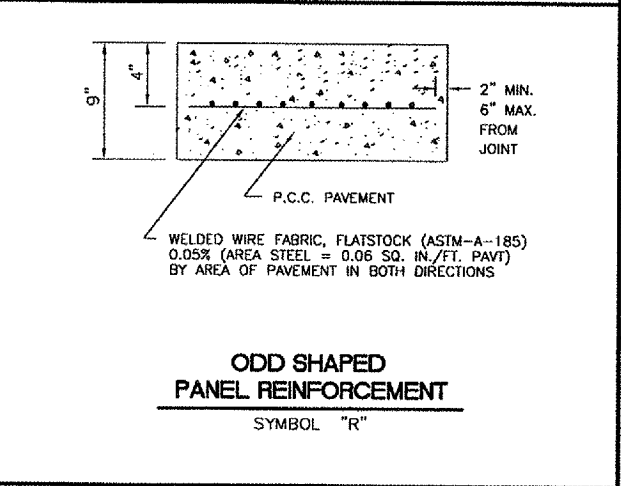 9"
4"
2" MIN.
6" MAX.
FROM
JOINT
P.C.C. PAVEMENT
WELDED WIRE FABRIC, FLATSTOCK (ASTM-A-185)
0.05% (AREA STEEL = 0.06 SQ. IN./FT. PAVT)
BY AREA OF PAVEMENT IN BOTH DIRECTIONS
ODD SHAPED
PANEL REINFORCEMENT
SYMBOL "R"